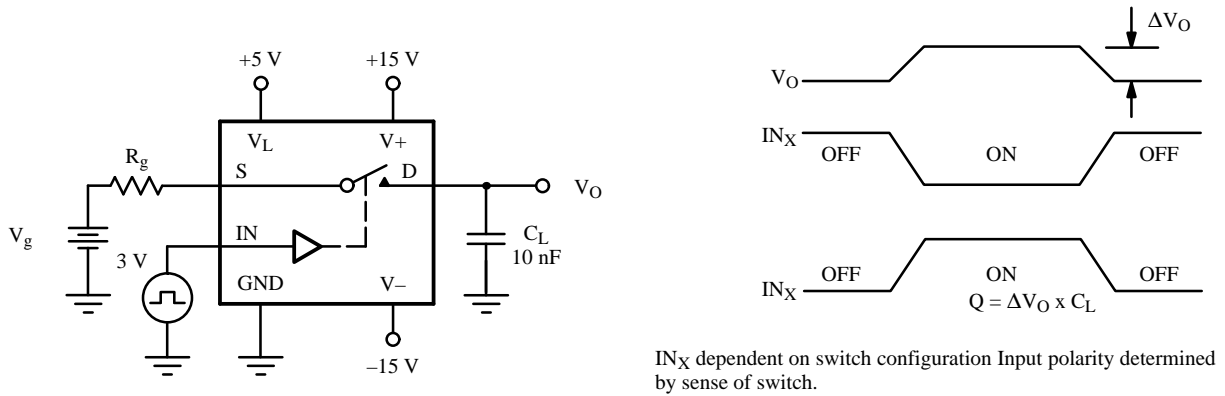 +5 V
+15 V
V_L
V+
R_g
S
D
V_O
V_g
IN
3 V
C_L
10 nF
GND
V–
–15 V
ΔV_O
V_O
IN_X
OFF
ON
OFF
IN_X
OFF
ON
OFF
Q = ΔV_O x C_L
IN_X dependent on switch configuration Input polarity determined
by sense of switch.